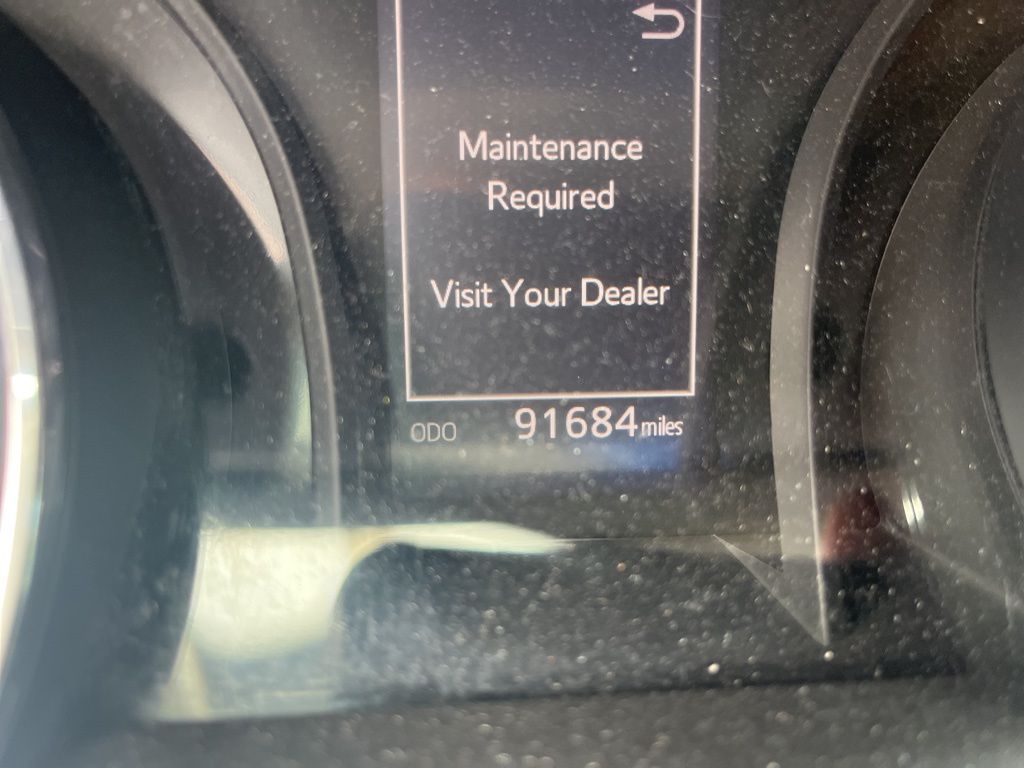 Maintenance
Required
Visit Your Dealer
ODO 91684 miles